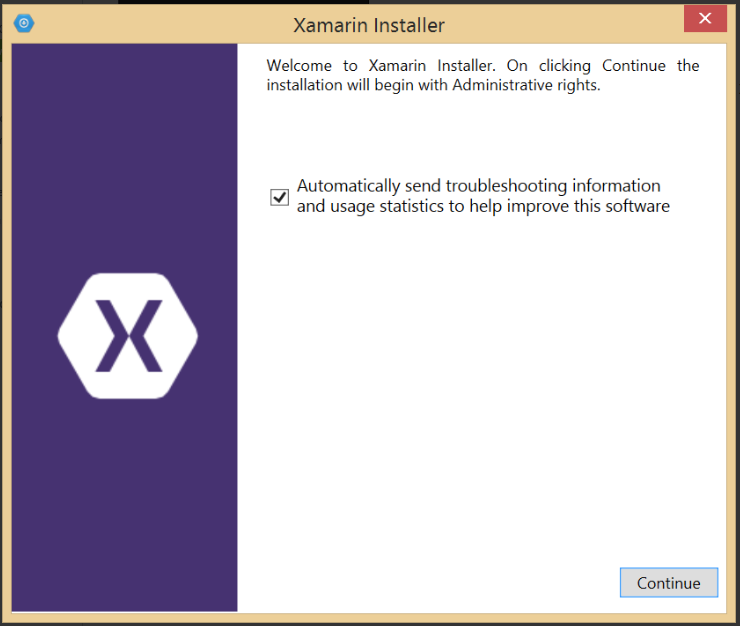 Xamarin Installer
Welcome to Xamarin Installer. On clicking Continue the
installation will begin with Administrative rights.
Automatically send troubleshooting information
and usage statistics to help improve this software
X
Continue